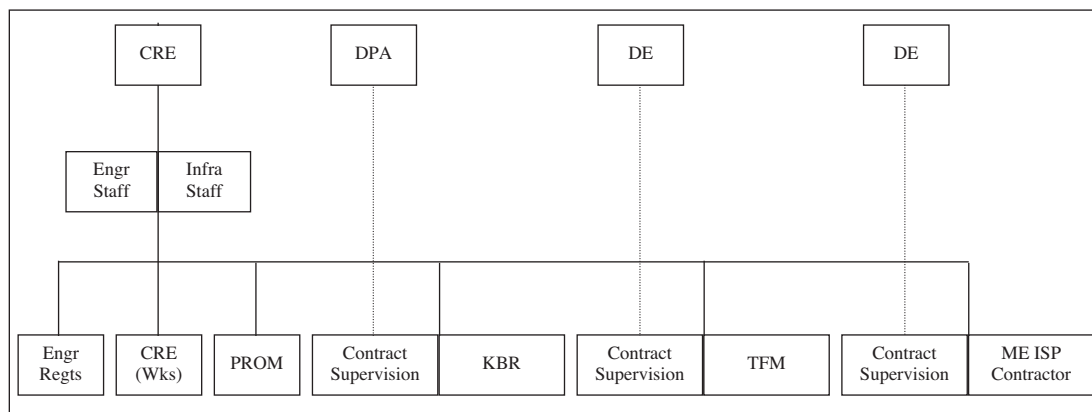 CRE
DPA
DE
DE
Engr
Staff
Infra
Staff
Engr
Regts
CRE
(Wks)
PROM
Contract
Supervision
KBR
Contract
Supervision
TFM
Contract
Supervision
ME ISP
Contractor